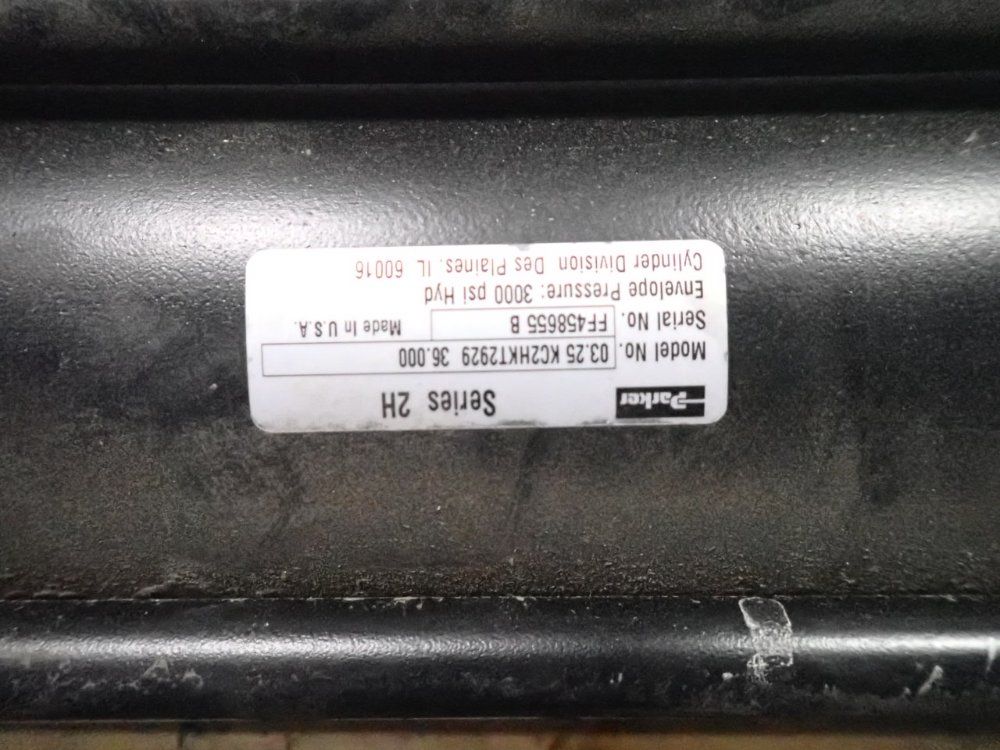 Parker Series 2H
Model No. 03.25 KC2HKT2929 36.000
Serial No. FF458655 B Made In U.S.A.
Envelope Pressure: 3000 psi Hyd
Cylinder Division Des Plaines, IL 60016